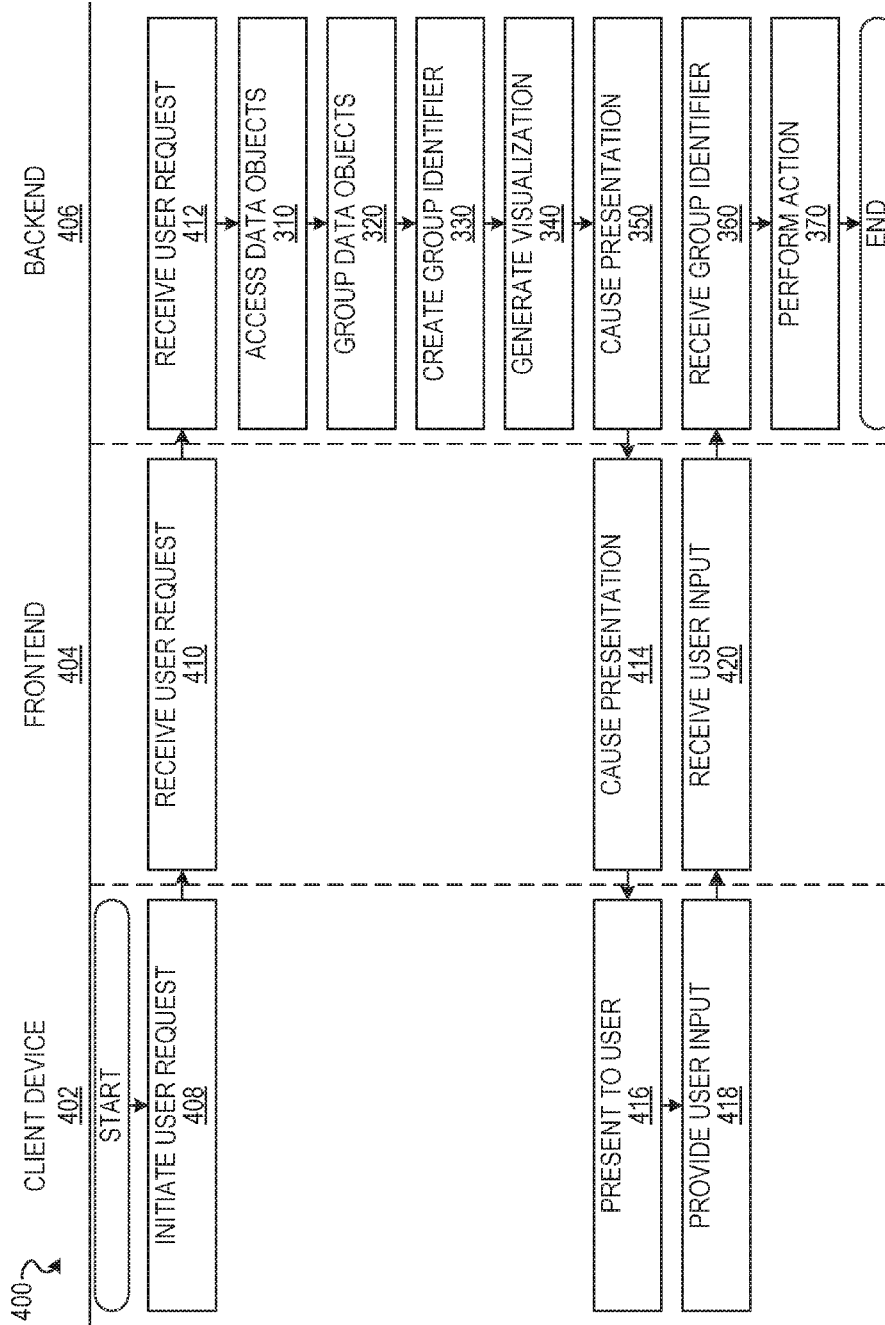 400
CLIENT DEVICE
402
FRONTEND
404
BACKEND
406
START
INITIATE USER REQUEST
408
RECEIVE USER REQUEST
410
RECEIVE USER REQUEST
412
ACCESS DATA OBJECTS
310
GROUP DATA OBJECTS
320
CREATE GROUP IDENTIFIER
330
GENERATE VISUALIZATION
340
CAUSE PRESENTATION
350
CAUSE PRESENTATION
414
PRESENT TO USER
416
PROVIDE USER INPUT
418
RECEIVE USER INPUT
420
RECEIVE GROUP IDENTIFIER
360
PERFORM ACTION
370
END